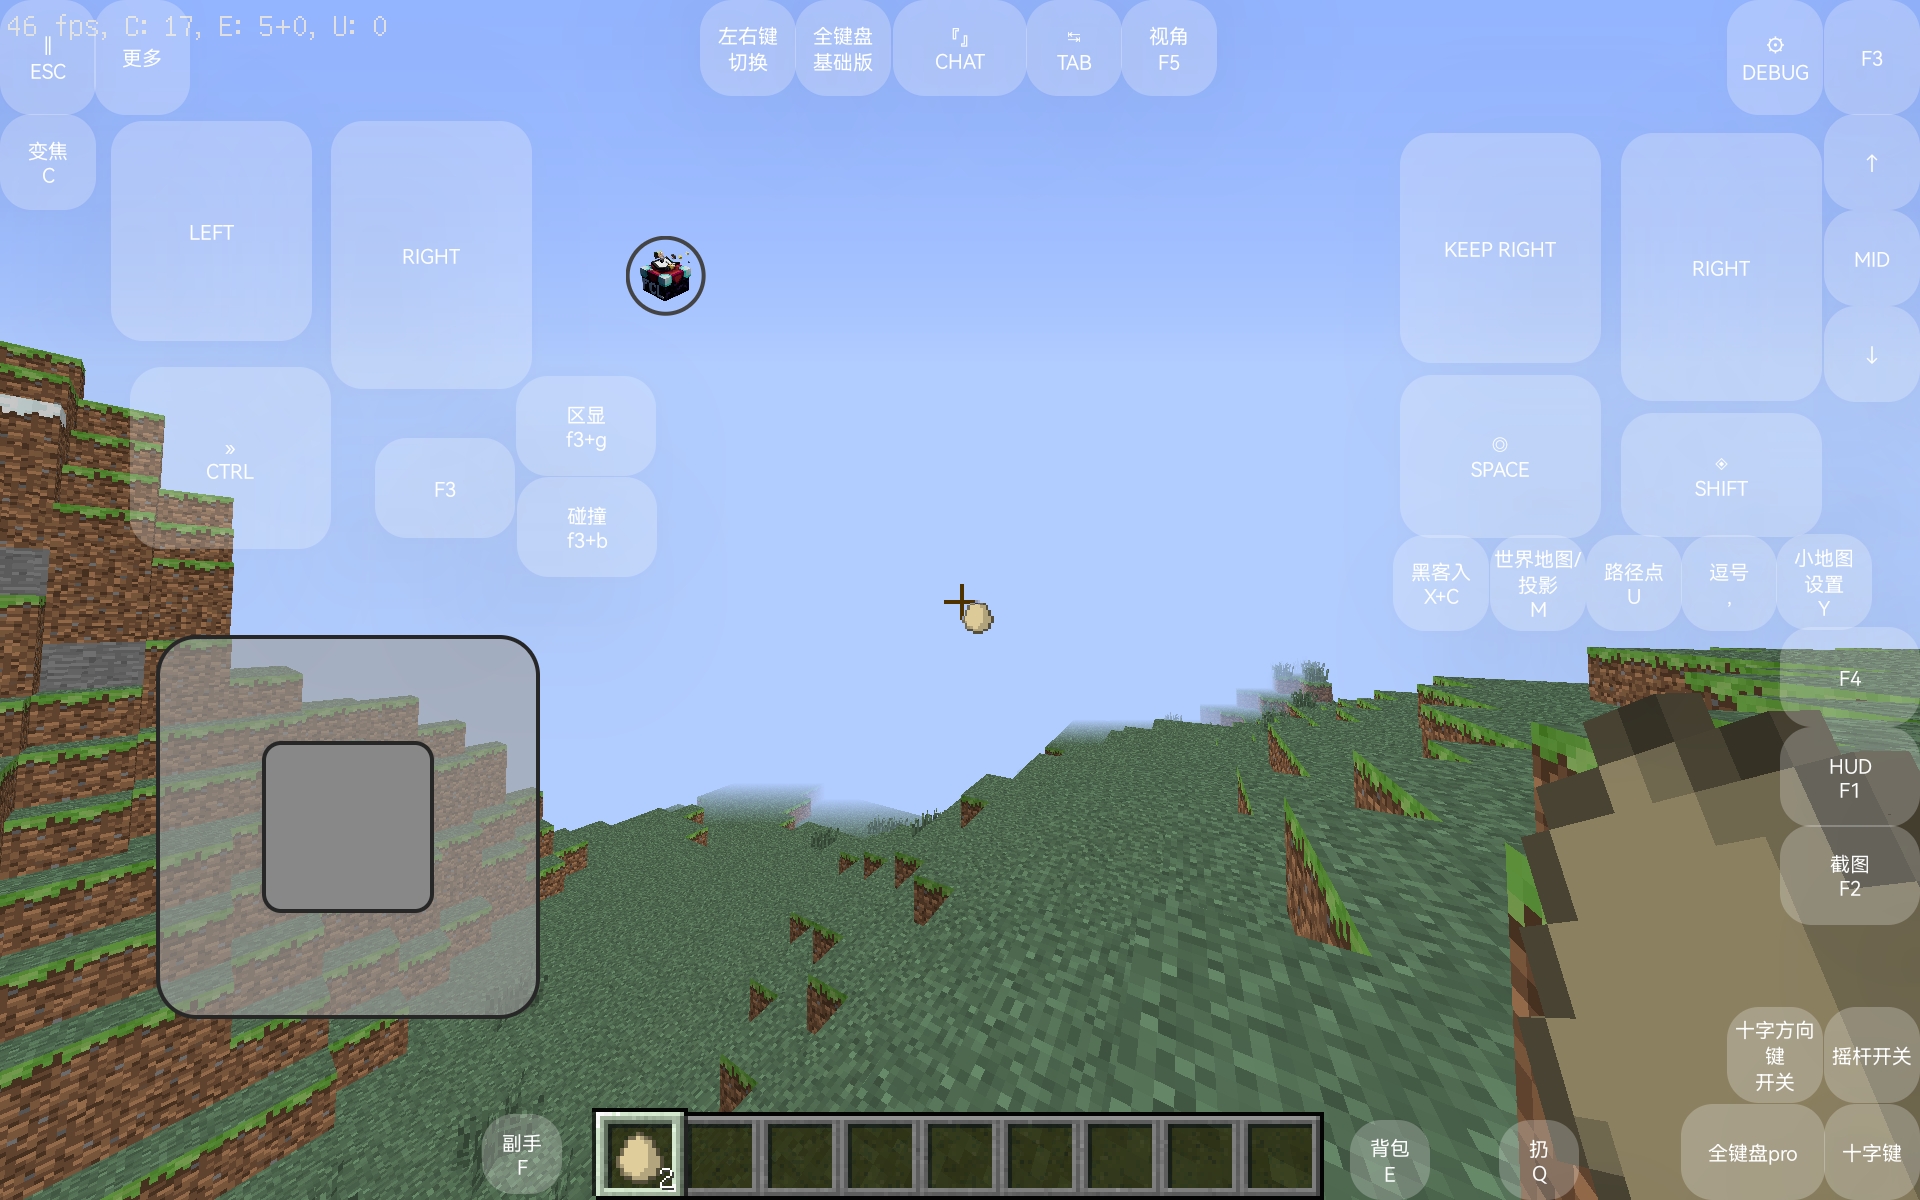 46 fps, C: 17, E: 5+0, U: 0
‖
ESC
更多
左右键
切换
全键盘
基础版
『』
CHAT
⇆
TAB
视角
F5
⚙
DEBUG
F3
变焦
C
LEFT
RIGHT
KEEP RIGHT
RIGHT
↑
MID
↓
FCL
»
CTRL
F3
区显
f3+g
碰撞
f3+b
◎
SPACE
◈
SHIFT
黑客入
X+C
世界地图/
投影
M
路径点
U
逗号
,
小地图
设置
Y
F4
HUD
F1
截图
F2
十字方向
键
开关
摇杆开关
副手
F
2
背包
E
扔
Q
全键盘pro
十字键